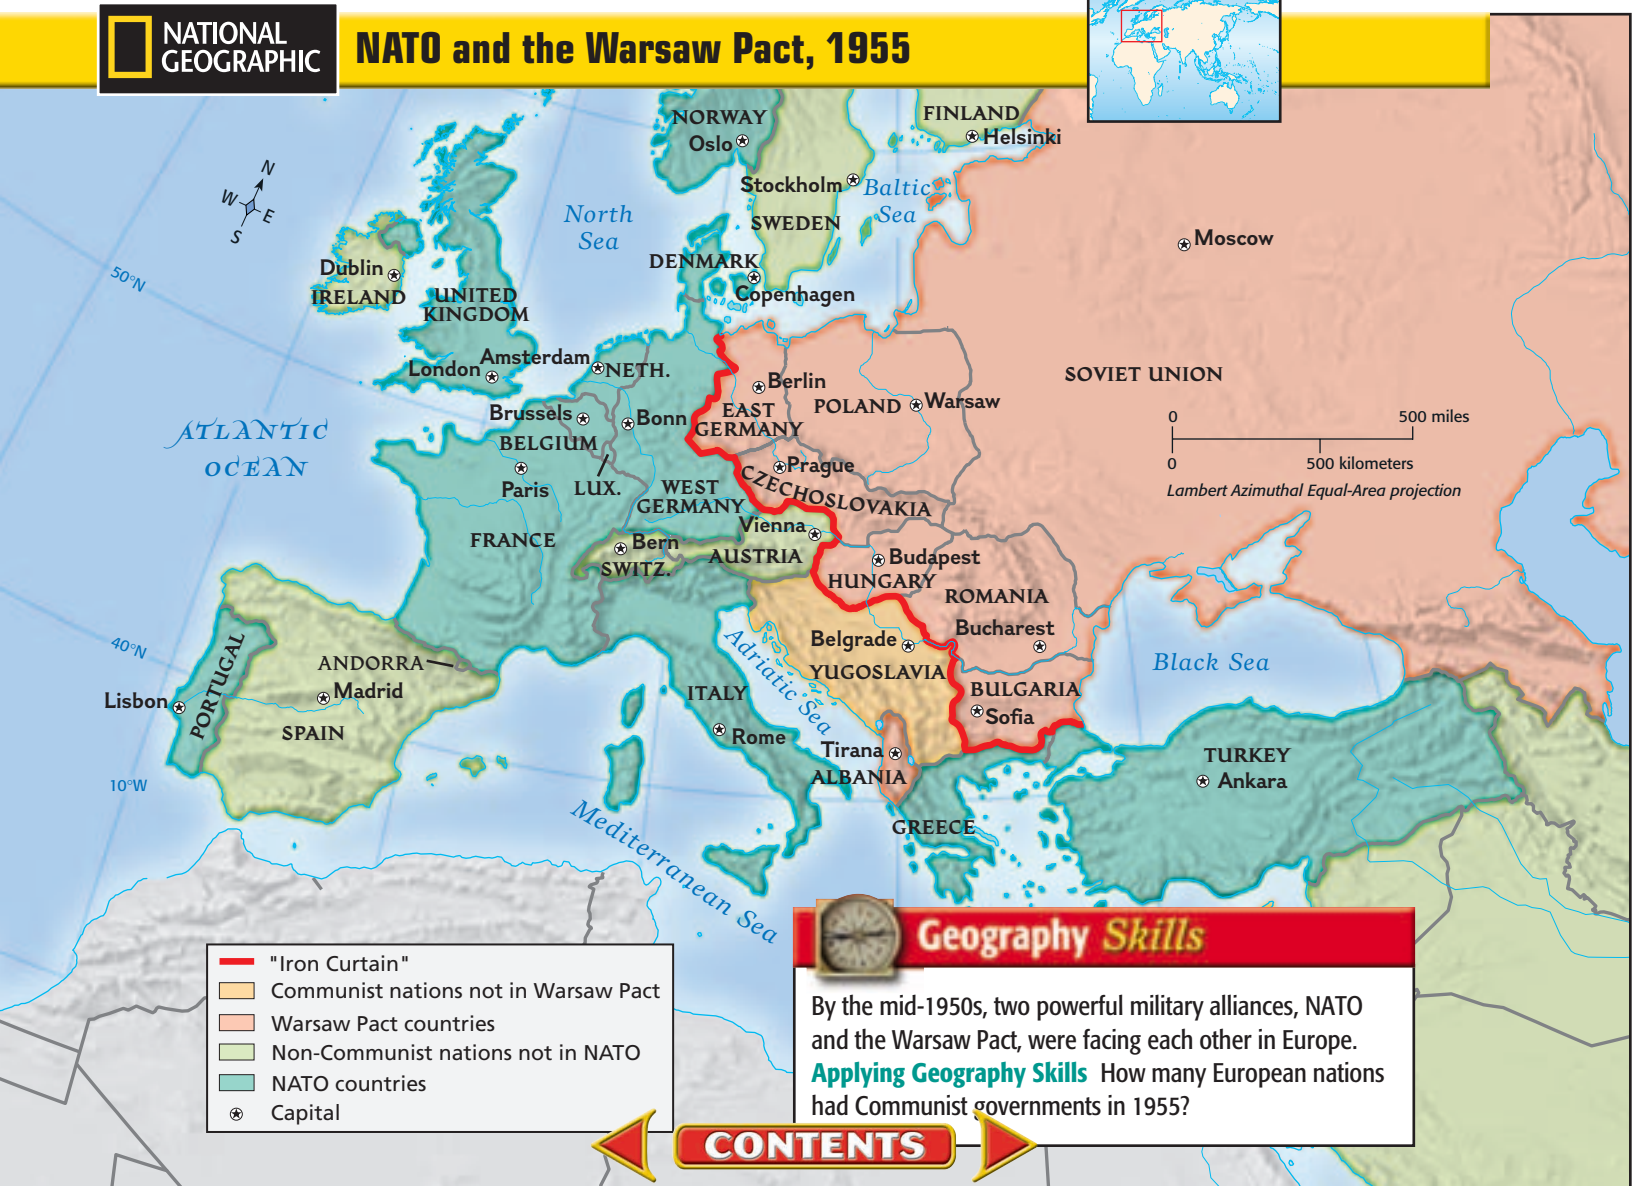 NATIONAL
GEOGRAPHIC
NATO and the Warsaw Pact, 1955
NORWAY
Oslo
FINLAND
Helsinki
Stockholm
Baltic
Sea
SWEDEN
North
Sea
N
W
E
S
Moscow
DENMARK
Copenhagen
Dublin
IRELAND
UNITED
KINGDOM
50°N
London
Amsterdam
NETH.
Berlin
EAST
GERMANY
POLAND
Warsaw
SOVIET UNION
0
500 miles
0
500 kilometers
Lambert Azimuthal Equal-Area projection
Brussels
Bonn
BELGIUM
ATLANTIC
OCEAN
Paris
LUX.
WEST
GERMANY
Prague
CZECHOSLOVAKIA
Vienna
FRANCE
Bern
SWITZ.
AUSTRIA
Budapest
HUNGARY
ROMANIA
Bucharest
Belgrade
YUGOSLAVIA
Adriatic Sea
Black Sea
40°N
ANDORRA
PORTUGAL
Lisbon
Madrid
SPAIN
ITALY
Rome
BULGARIA
Sofia
Tirana
ALBANIA
TURKEY
Ankara
10°W
GREECE
Mediterranean Sea
"Iron Curtain"
Communist nations not in Warsaw Pact
Warsaw Pact countries
Non-Communist nations not in NATO
NATO countries
Capital
Geography Skills
By the mid-1950s, two powerful military alliances, NATO
and the Warsaw Pact, were facing each other in Europe.
Applying Geography Skills How many European nations
had Communist governments in 1955?
CONTENTS